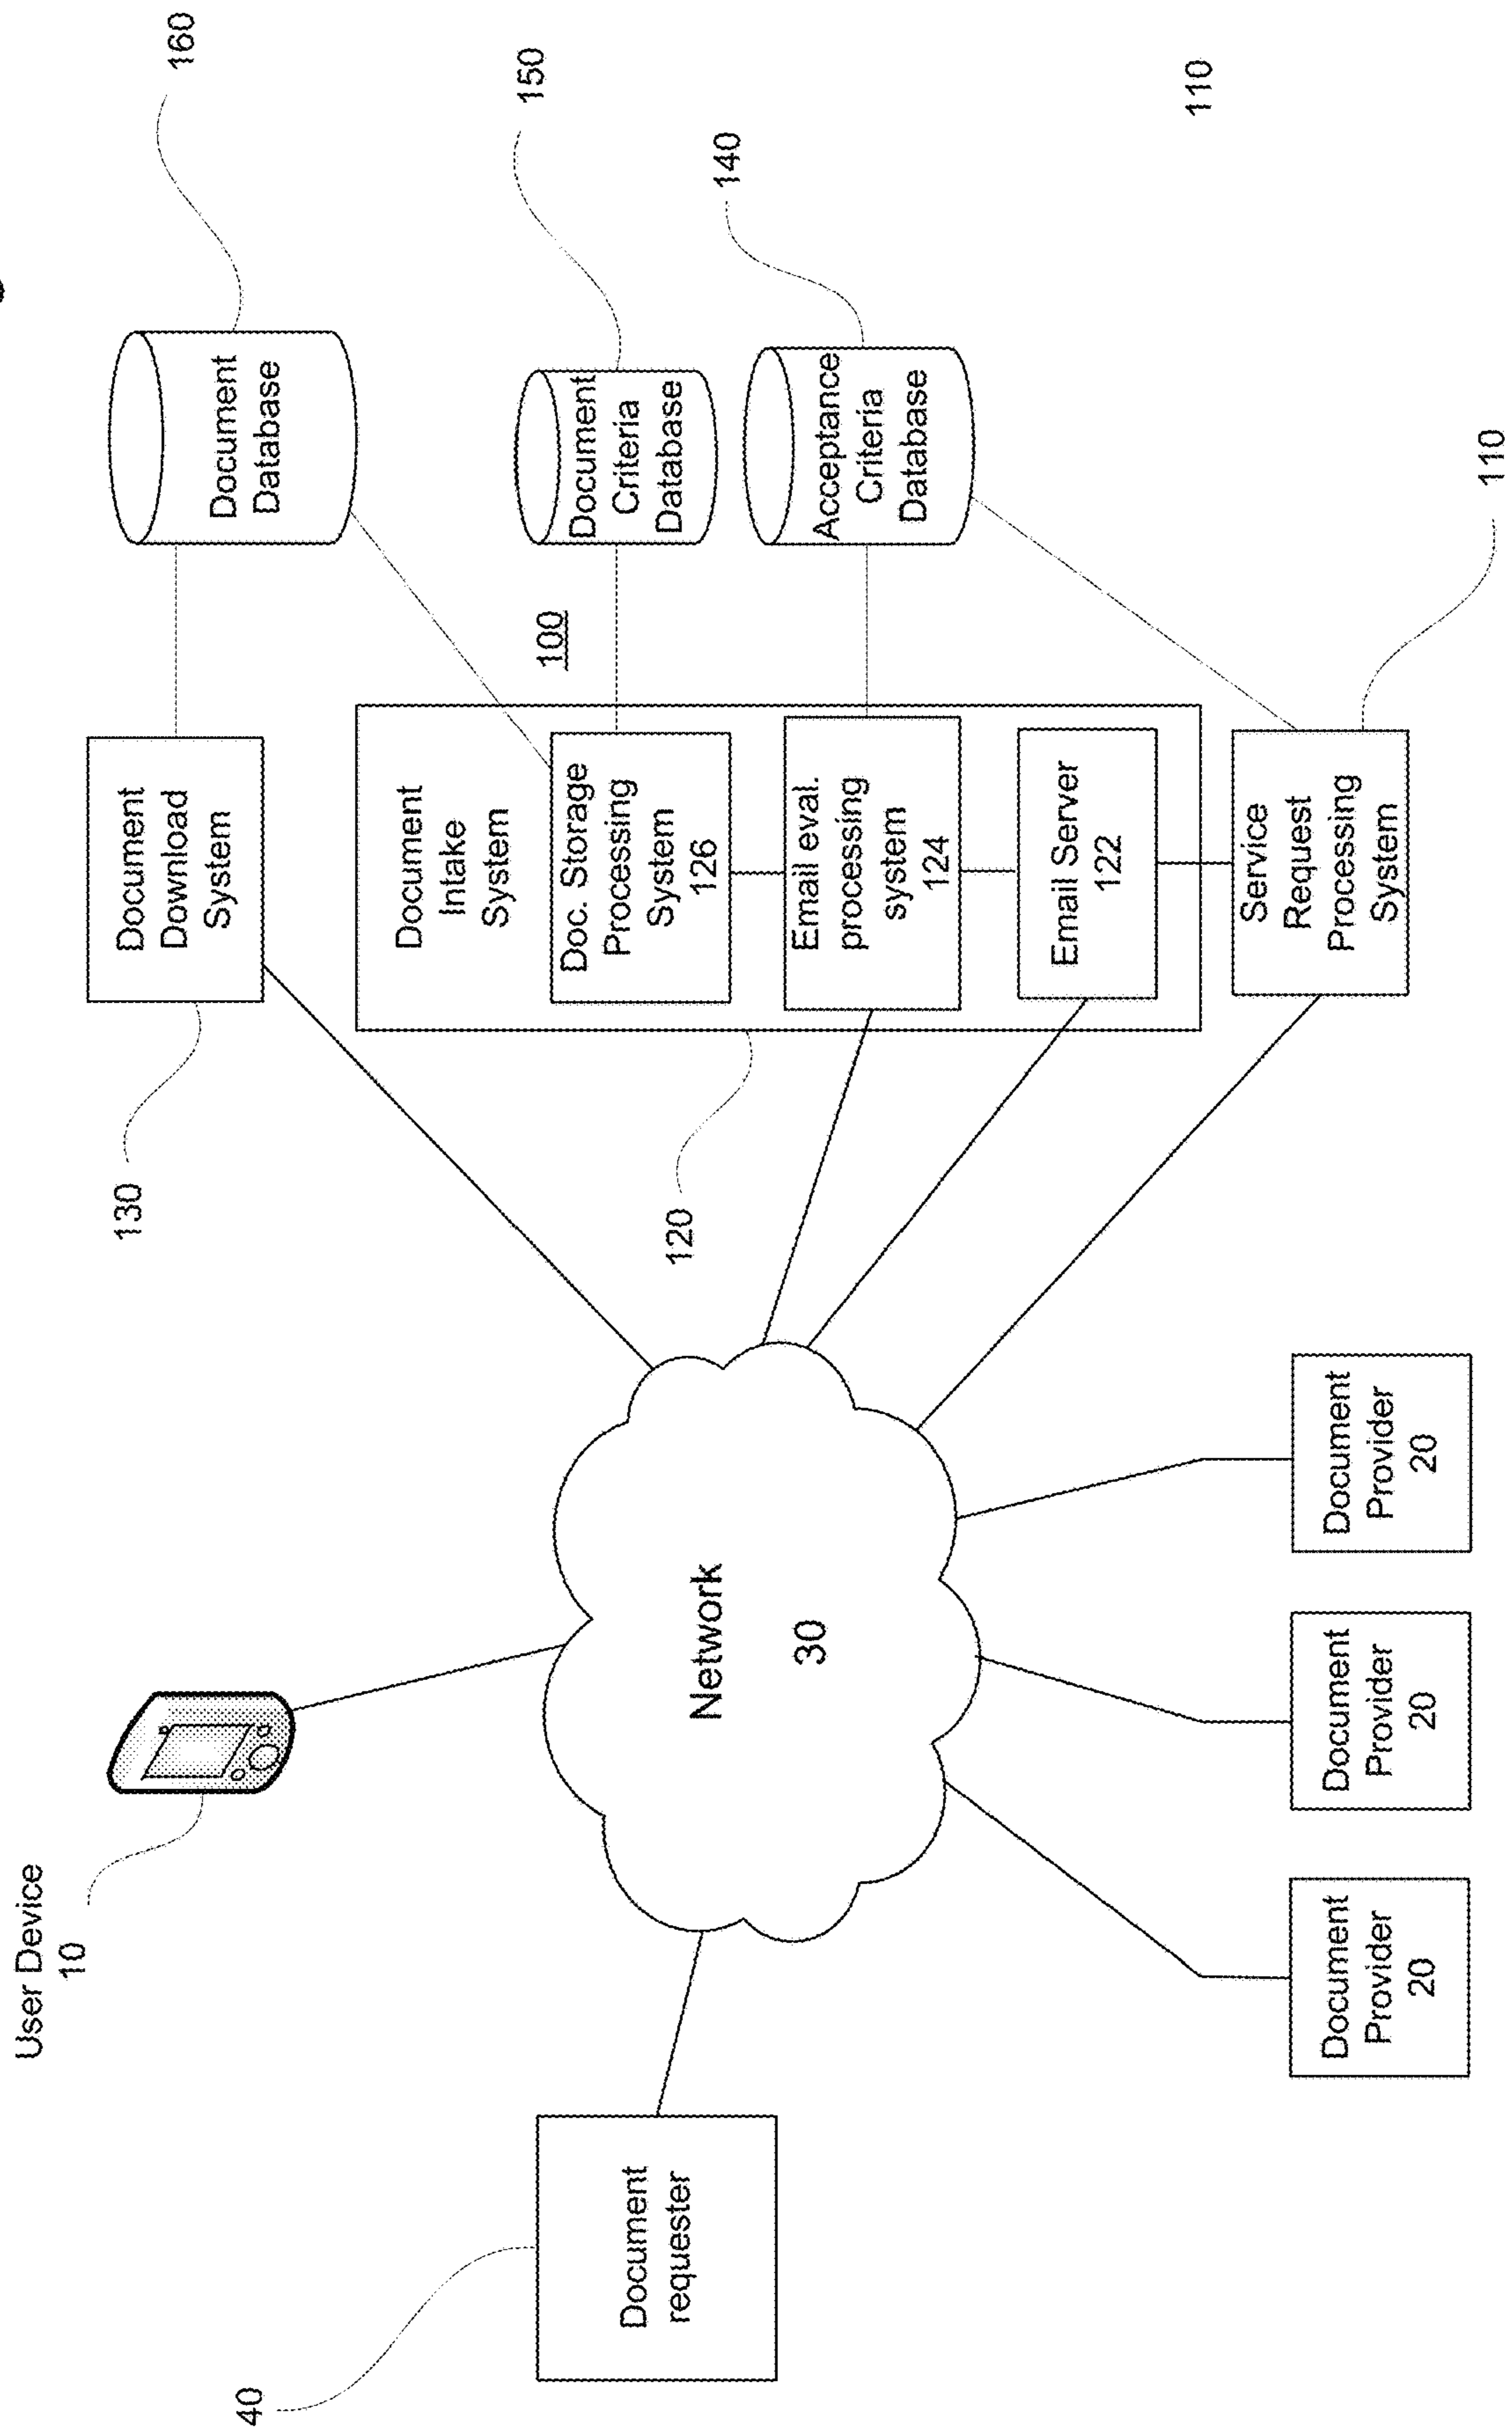 User Device
10
160
150
140
110
Document
Database
Document
Criteria
Database
Acceptance
Criteria
Database
100
110
Document
Download
System
130
Document
Intake
System
Doc. Storage
Processing
System
126
Email eval.
processing
system
124
Email Server
122
Service
Request
Processing
System
120
Network
30
Document
requester
40
Document
Provider
20
Document
Provider
20
Document
Provider
20